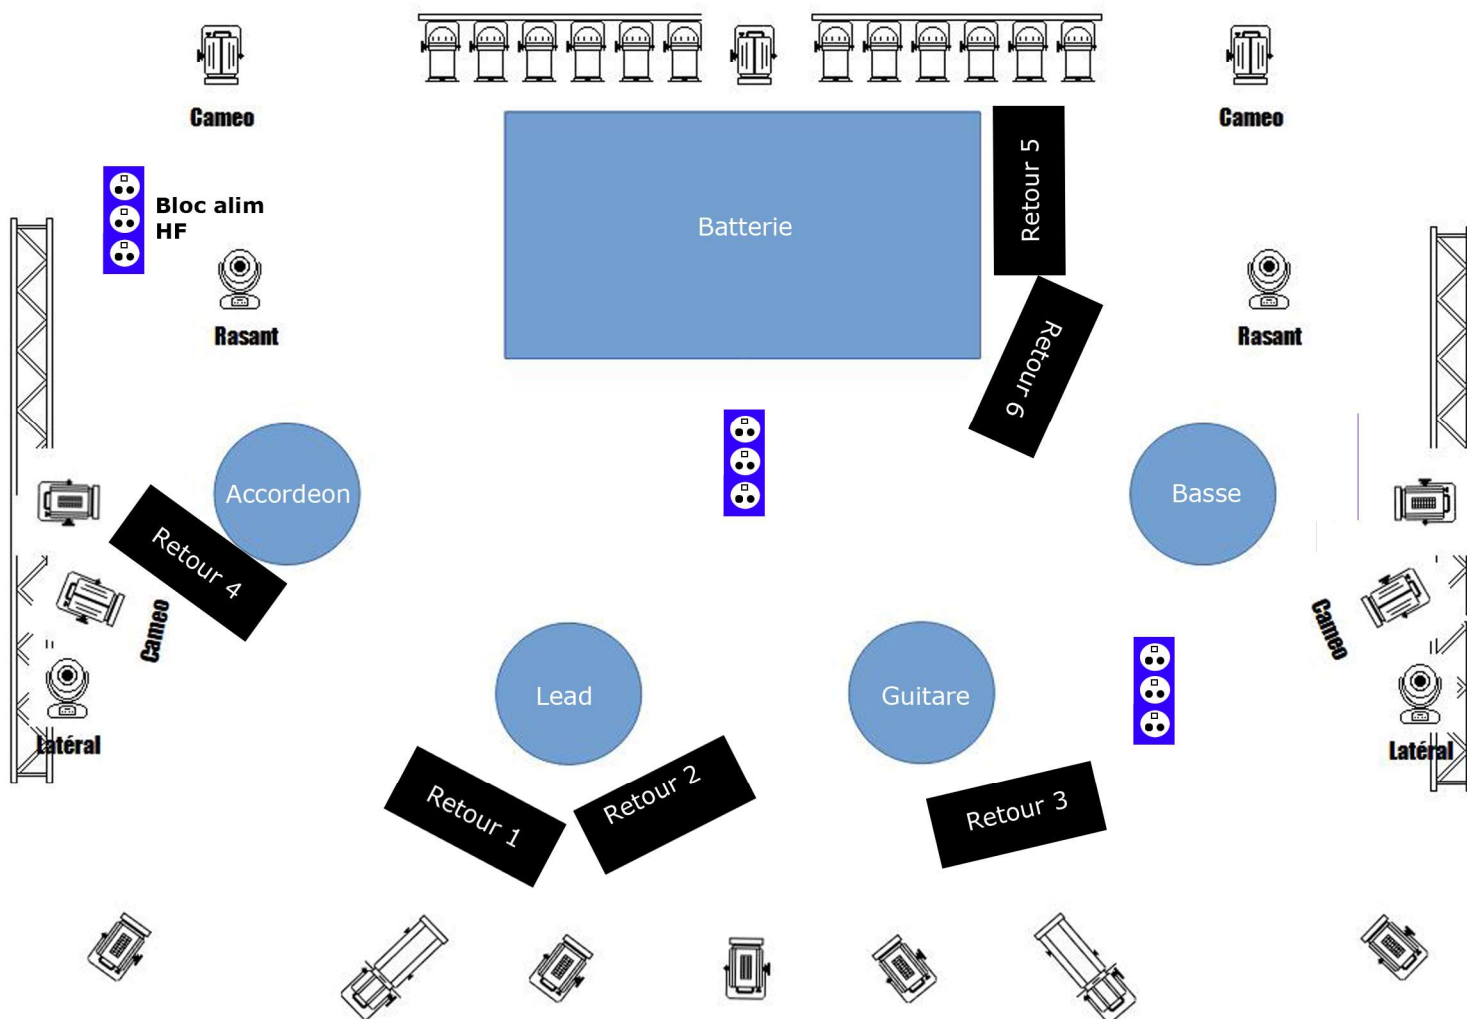 Cameo
Cameo
Bloc alim
HF
Batterie
Retour 5
Rasant
Rasant
Retour 6
Accordeon
Basse
Retour 4
Cameo
Cameo
Lead
Guitare
Latéral
Latéral
Retour 1
Retour 2
Retour 3